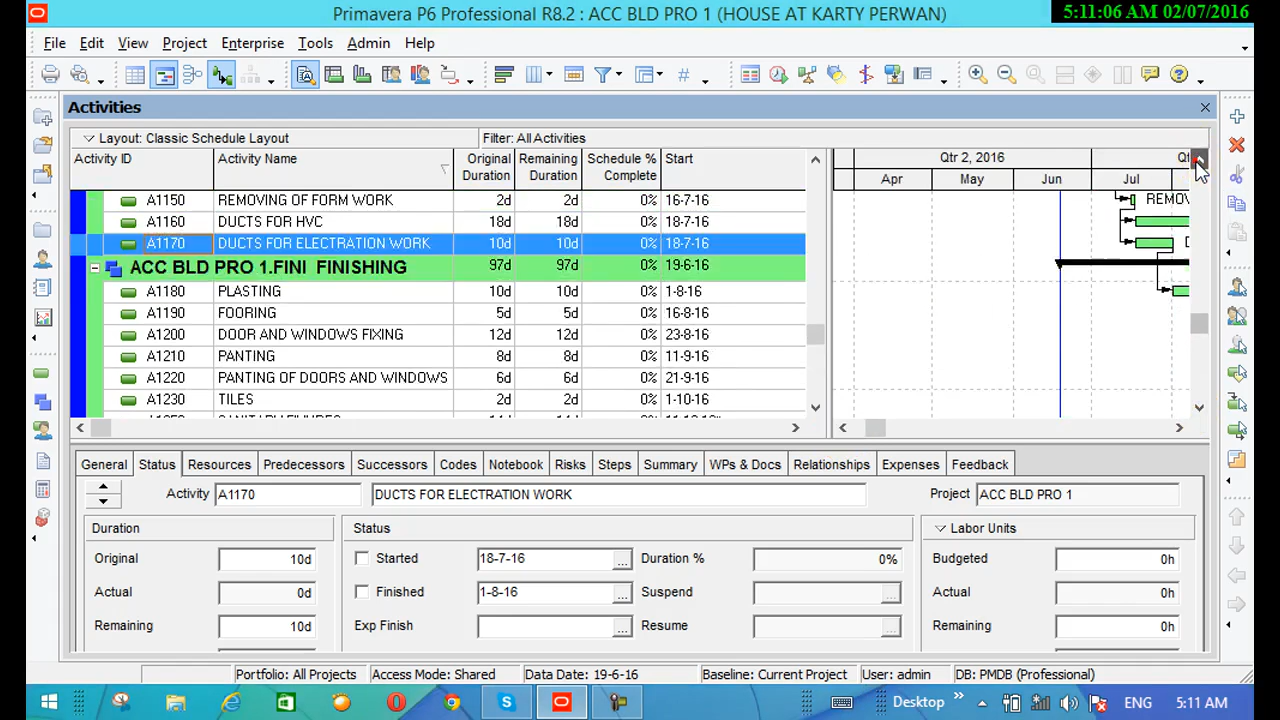 Primavera P6 Professional R8.2 : ACC BLD PRO 1 (HOUSE AT KARTY PERWAN)
5:11:06 AM 02/07/2016
File Edit View Project Enterprise Tools Admin Help
Activities
Layout: Classic Schedule Layout Filter: All Activities
Activity ID Activity Name Original Duration Remaining Duration Schedule % Complete Start
Qtr 2, 2016
Apr May Jun Jul
A1150 REMOVING OF FORM WORK 2d 2d 0% 16-7-16
A1160 DUCTS FOR HVC 18d 18d 0% 18-7-16
A1170 DUCTS FOR ELECTRATION WORK 10d 10d 0% 18-7-16
ACC BLD PRO 1.FINI FINISHING 97d 97d 0% 19-6-16
A1180 PLASTING 10d 10d 0% 1-8-16
A1190 FOORING 5d 5d 0% 16-8-16
A1200 DOOR AND WINDOWS FIXING 12d 12d 0% 23-8-16
A1210 PANTING 8d 8d 0% 11-9-16
A1220 PANTING OF DOORS AND WINDOWS 6d 6d 0% 21-9-16
A1230 TILES 2d 2d 0% 1-10-16
General Status Resources Predecessors Successors Codes Notebook Risks Steps Summary WPs & Docs Relationships Expenses Feedback
Activity A1170 DUCTS FOR ELECTRATION WORK Project ACC BLD PRO 1
Duration Status Labor Units
Original 10d Started 18-7-16 Duration % 0% Budgeted 0h
Actual 0d Finished 1-8-16 Suspend Actual 0h
Remaining 10d Exp Finish Resume Remaining 0h
Portfolio: All Projects Access Mode: Shared Data Date: 19-6-16 Baseline: Current Project User: admin DB: PMDB (Professional)
Desktop ENG 5:11 AM